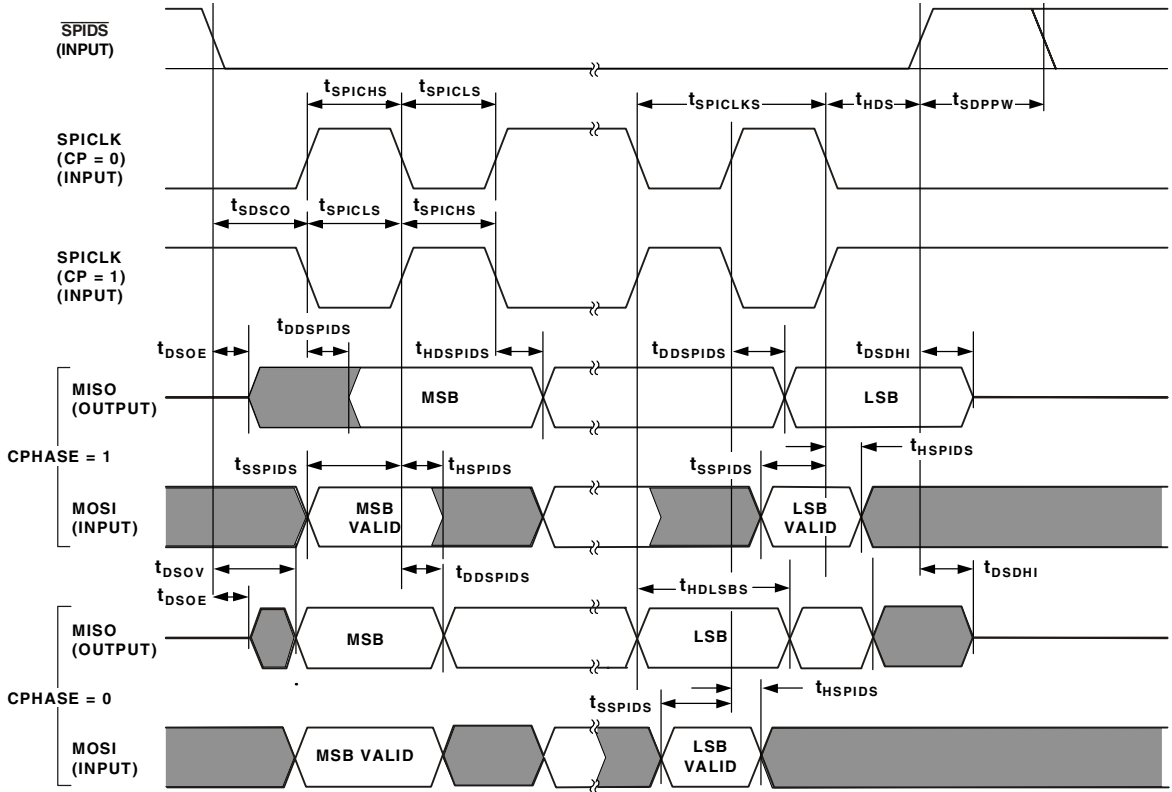 SPIDS
(INPUT)
tSPICHS tSPICLS tSPICLKS tHDS tSDPPW
SPICLK
(CP = 0)
(INPUT)
tSDSCO tSPICLS tSPICHS
SPICLK
(CP = 1)
(INPUT)
tDSOE tDDSPIDS tHDSPIDS tDDSPIDS tDSDHI
MISO
(OUTPUT)
MSB LSB
CPHASE = 1
tSSPIDS tHSPIDS tSSPIDS tHSPIDS
MOSI
(INPUT)
MSB
VALID
LSB
VALID
tDSOV tDDSPIDS tHDLSBS tDSDHI
tDSOE
MISO
(OUTPUT)
MSB LSB
CPHASE = 0
tSSPIDS tHSPIDS
MOSI
(INPUT)
MSB VALID
LSB
VALID